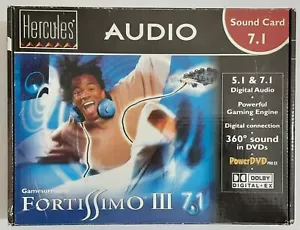 Hercules
AUDIO
Sound Card
7.1
5.1 & 7.1
Digital Audio
Powerful
Gaming Engine
Digital connection
360° sound
in DVDs
PowerDVD
DOLBY
DIGITAL·EX
Gamesurround
FORTISSIMO III 7.1